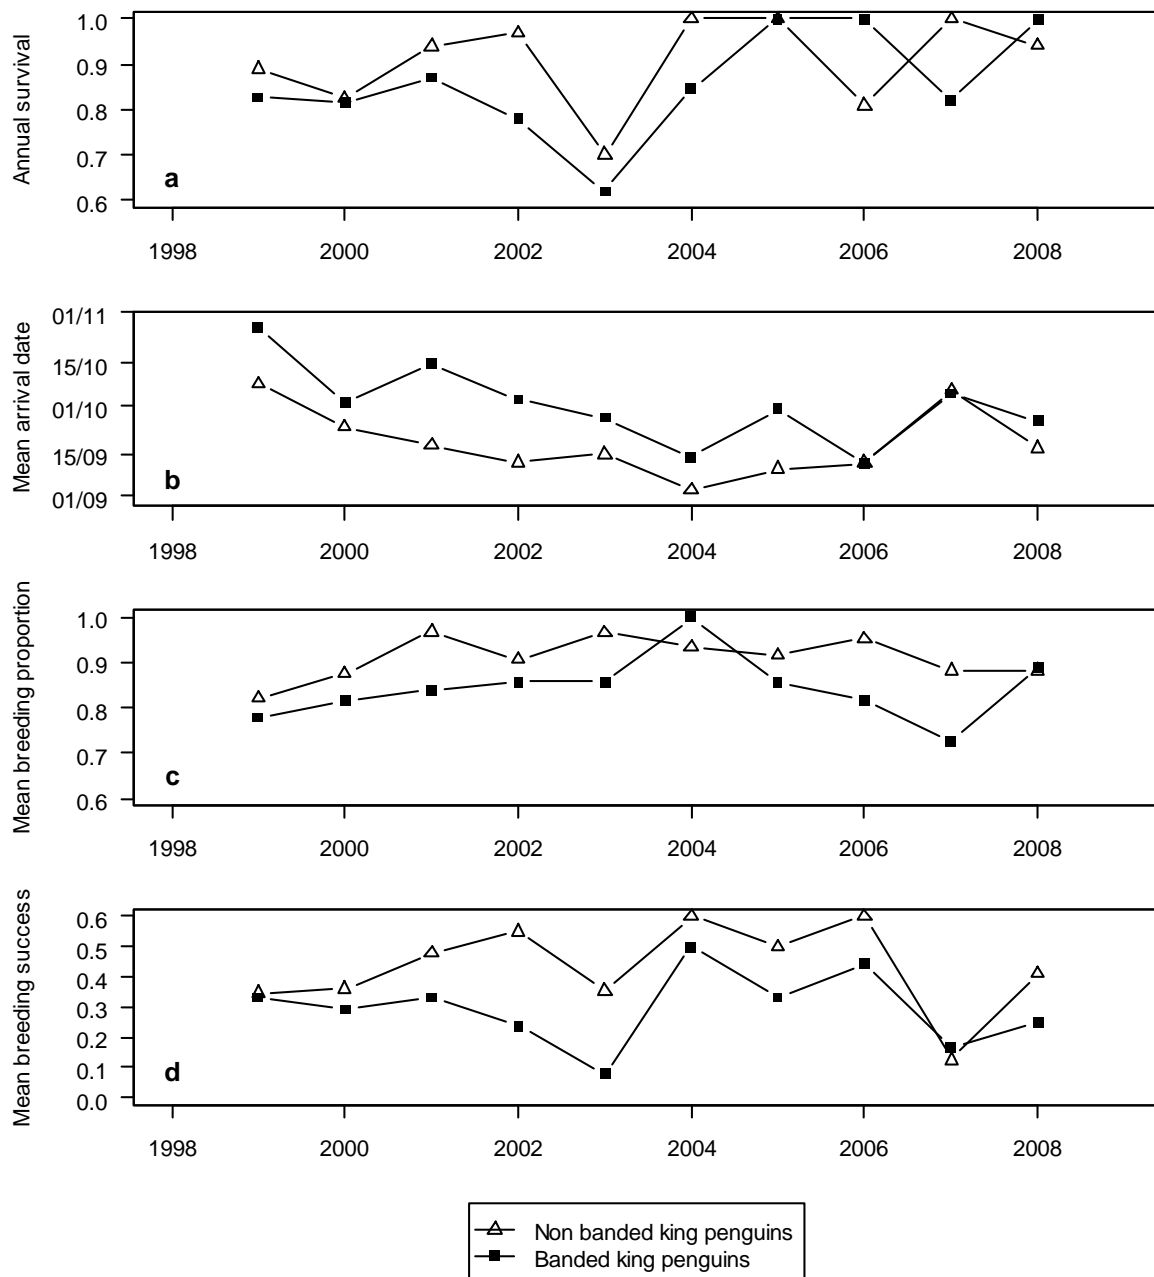 Annual survival
1.0
0.9
0.8
0.7
0.6
a
1998 2000 2002 2004 2006 2008
Mean arrival date
01/11
15/10
01/10
15/09
01/09
b
1998 2000 2002 2004 2006 2008
Mean breeding proportion
1.0
0.9
0.8
0.7
0.6
c
1998 2000 2002 2004 2006 2008
Mean breeding success
0.6
0.5
0.4
0.3
0.2
0.1
0.0
d
1998 2000 2002 2004 2006 2008
Non banded king penguins
Banded king penguins